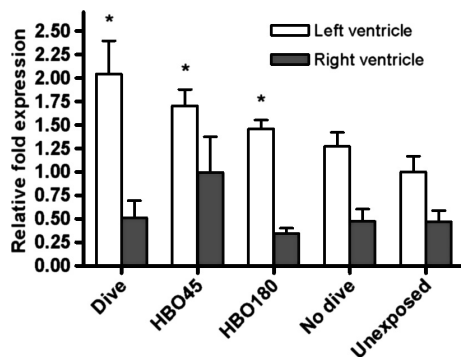 Relative fold expression
2.50
2.25
2.00
1.75
1.50
1.25
1.00
0.75
0.50
0.25
0.00
*
*
*
Left ventricle
Right ventricle
Dive
HBO45
HBO180
No dive
Unexposed